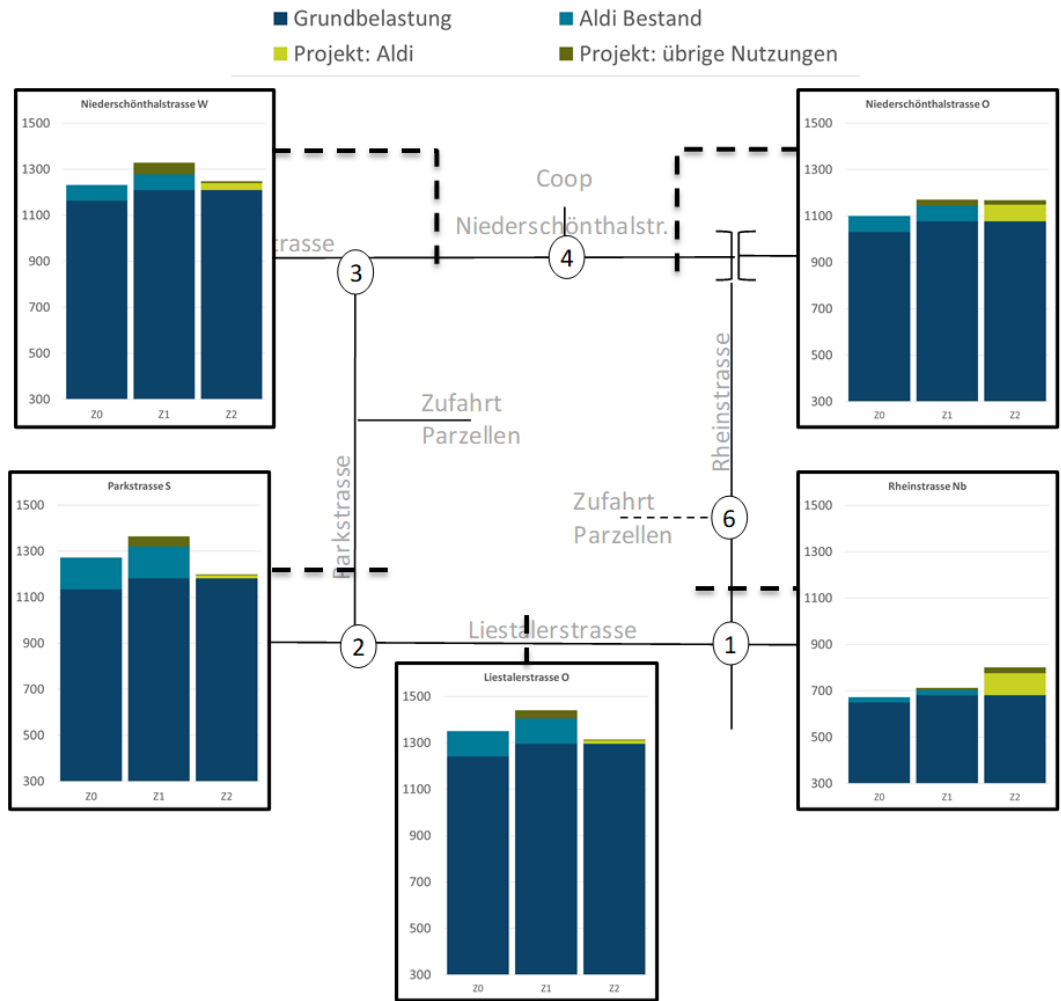 Grundbelastung
Aldi Bestand
Projekt: Aldi
Projekt: übrige Nutzungen
Niederschönthalstrasse W
1500
1300
1100
900
700
500
300
Z0 Z1 Z2
Niederschönthalstrasse O
1500
1300
1100
900
700
500
300
Z0 Z1 Z2
Coop
Niederschönthalstr.
trasse
3
4
Zufahrt
Parzellen
Parkstrasse
Rheinstrasse
Zufahrt
Parzellen
6
Parkstrasse S
1500
1300
1100
900
700
500
300
Z0 Z1 Z2
Rheinstrasse Nb
1500
1300
1100
900
700
500
300
Z0 Z1 Z2
Liestalerstrasse
2
1
Liestalerstrasse O
1500
1300
1100
900
700
500
300
Z0 Z1 Z2